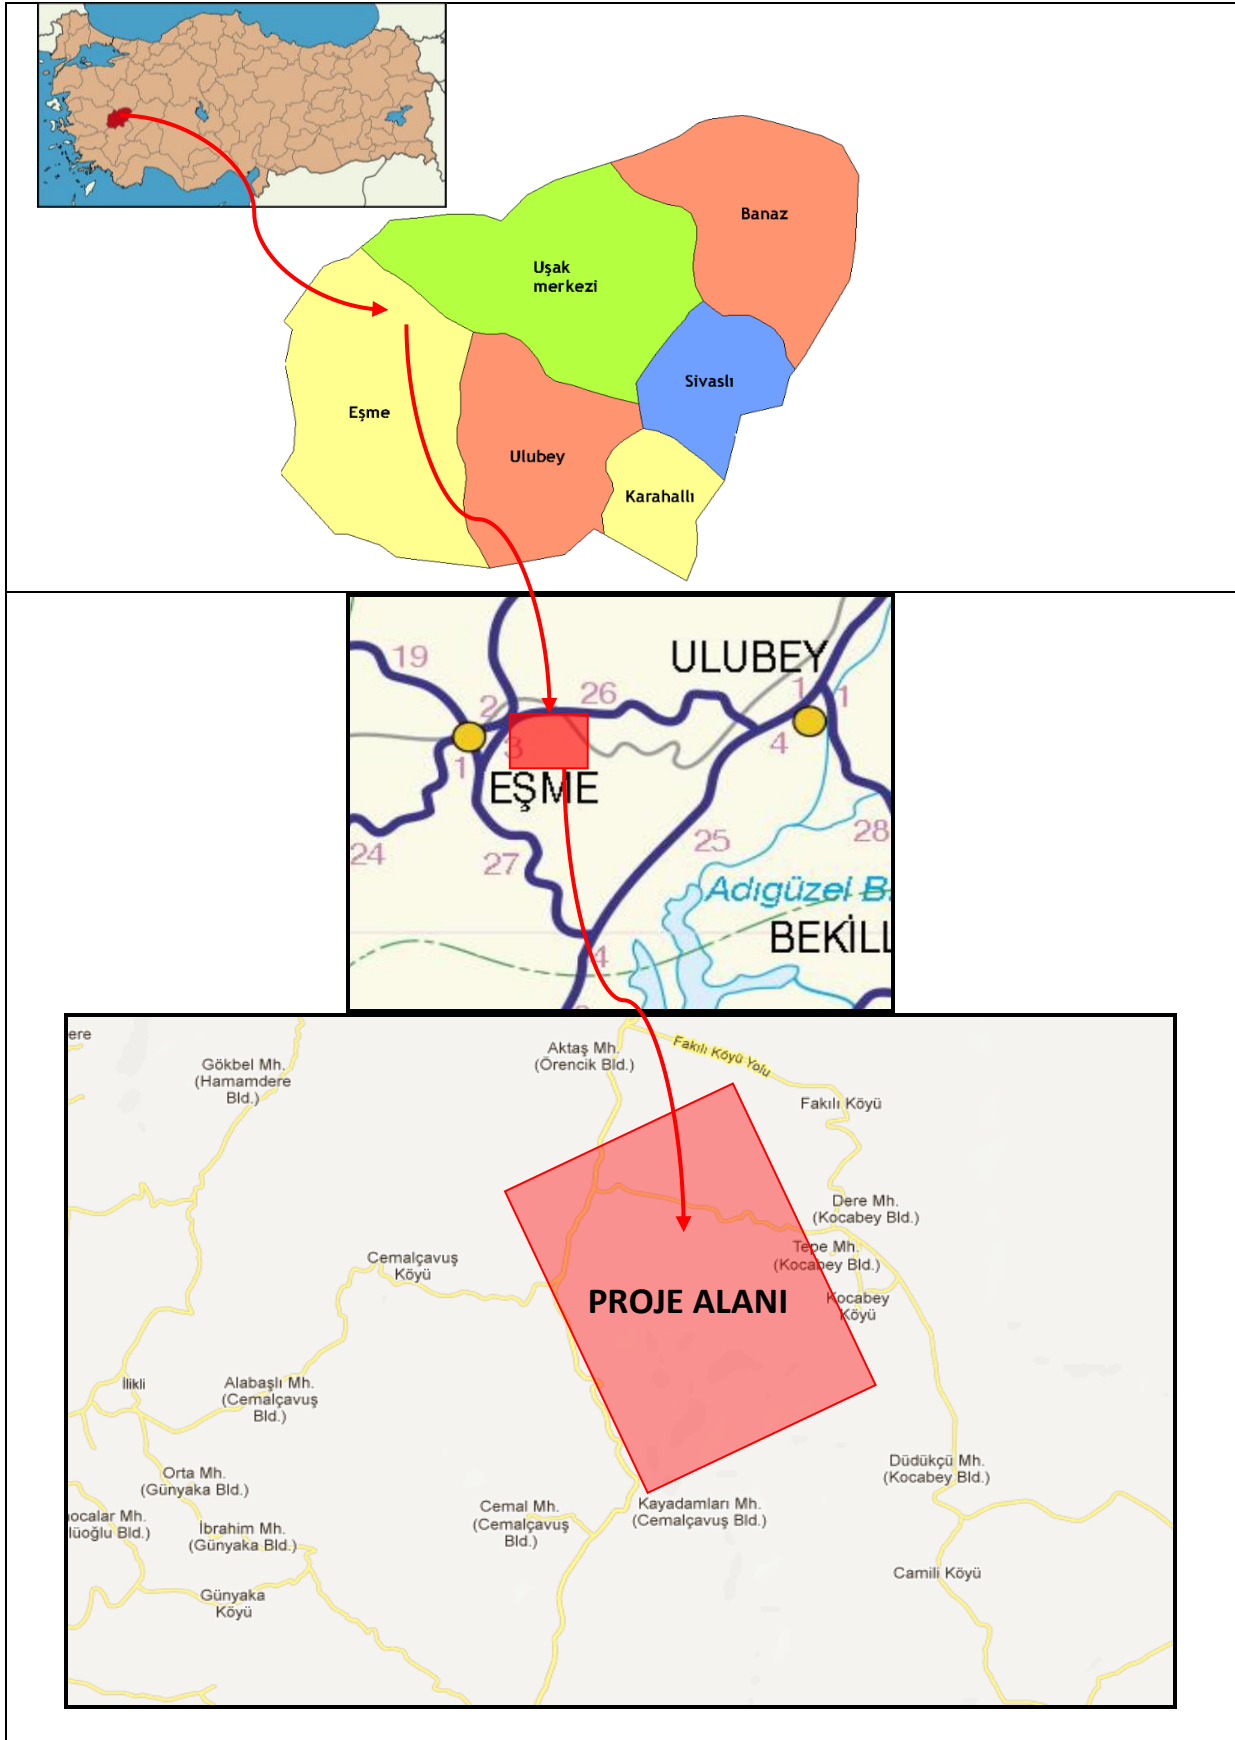 Banaz
Uşak
merkezi
Sivaslı
Eşme
Ulubey
Karahallı
ULUBEY
19
26
2
1
1
3
4
1
EŞME
24
27
25
28
Adıgüzel B
BEKİLL
4
ere
Gökbel Mh.
(Hamamdere
Bld.)
Aktaş Mh.
(Örencik Bld.)
Fakılı Köyü Yolu
Fakılı Köyü
Dere Mh.
(Kocabey Bld.)
Tepe Mh.
(Kocabey Bld.)
Kocabey
Köyü
Cemalçavuş
Köyü
PROJE ALANI
İlikli
Alabaşlı Mh.
(Cemalçavuş
Bld.)
Orta Mh.
(Günyaka Bld.)
Düdükçü Mh.
(Kocabey Bld.)
ocalar Mh.
lüoğlu Bld.)
İbrahim Mh.
(Günyaka Bld.)
Cemal Mh.
(Cemalçavuş
Bld.)
Kayadamları Mh.
(Cemalçavuş Bld.)
Camili Köyü
Günyaka
Köyü